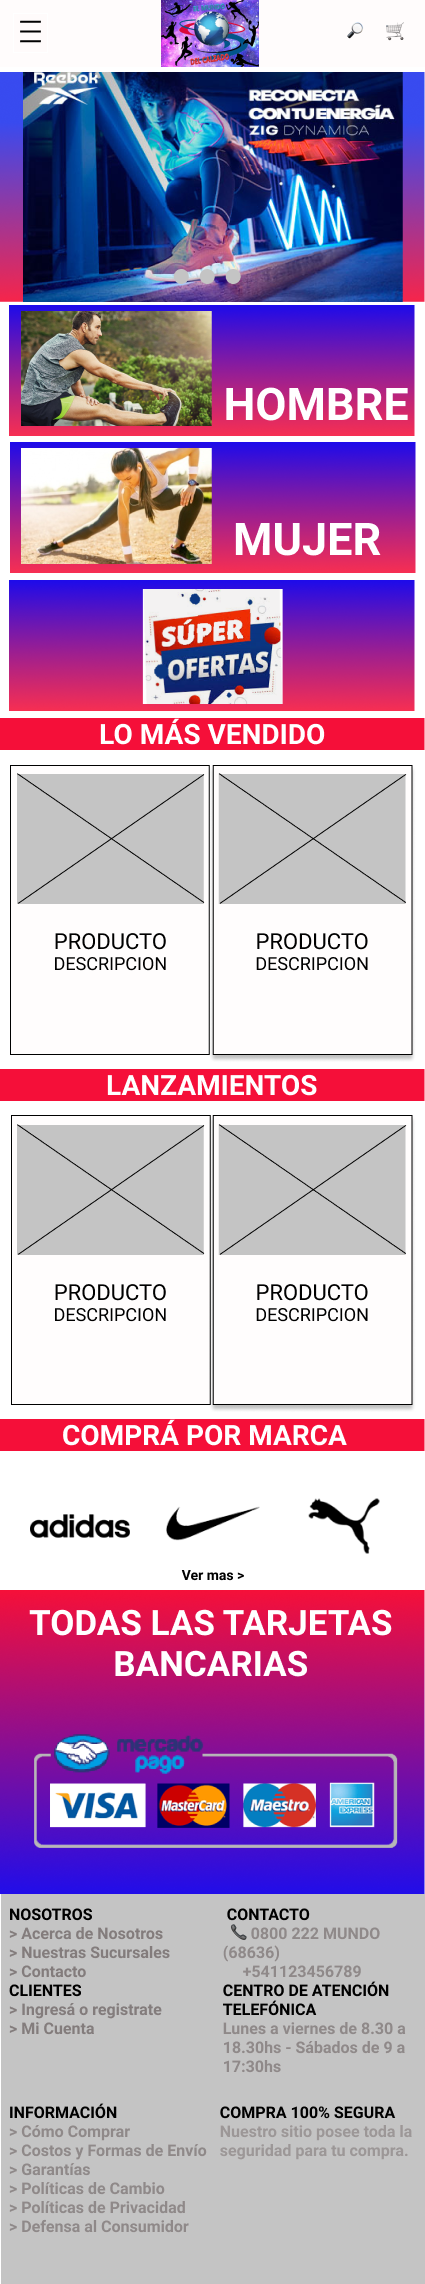 DEL CALZADO
Reebok
RECONECTA
CON TU ENERGÍA
ZIG DYNAMICA
HOMBRE
MUJER
SÚPER
OFERTAS
LO MÁS VENDIDO
PRODUCTO
DESCRIPCION
PRODUCTO
DESCRIPCION
LANZAMIENTOS
PRODUCTO
DESCRIPCION
PRODUCTO
DESCRIPCION
COMPRÁ POR MARCA
adidas
Ver mas >
TODAS LAS TARJETAS
BANCARIAS
mercado
pago
VISA
MasterCard
Maestro
AMERICAN
EXPRESS
NOSOTROS
> Acerca de Nosotros
> Nuestras Sucursales
> Contacto
CLIENTES
> Ingresá o registrate
> Mi Cuenta
CONTACTO
0800 222 MUNDO
(68636)
+541123456789
CENTRO DE ATENCIÓN
TELEFÓNICA
Lunes a viernes de 8.30 a
18.30hs - Sábados de 9 a
17:30hs
INFORMACIÓN
> Cómo Comprar
> Costos y Formas de Envío
> Garantías
> Políticas de Cambio
> Políticas de Privacidad
> Defensa al Consumidor
COMPRA 100% SEGURA
Nuestro sitio posee toda la
seguridad para tu compra.